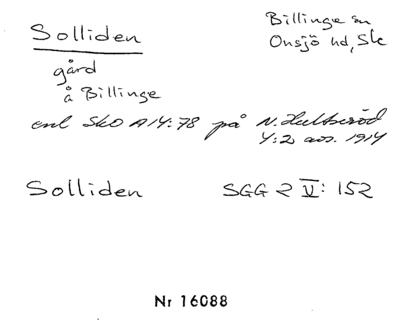 Solliden
Billinge sn
Onsjö hd, Sk
gård
å Billinge
enl Sko A14:78 på N. Hultseröd
4:2 avs. 1914
Solliden SGG 2 V: 152
Nr 16088